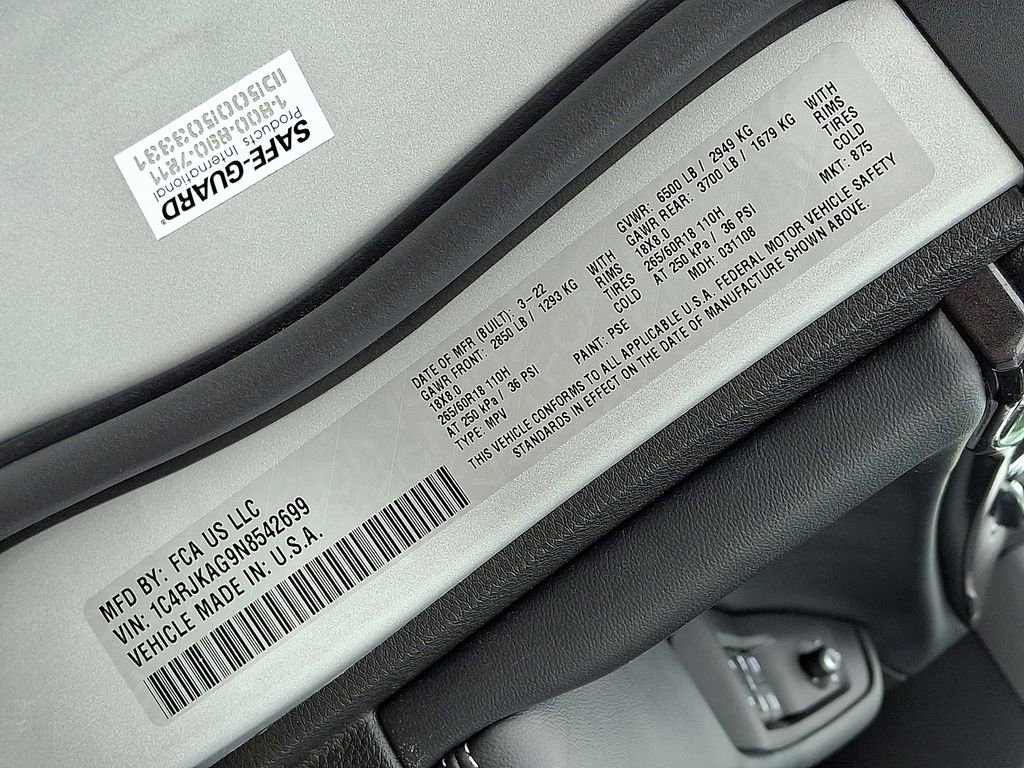 SAFE-GUARD®
Products International
1-800-890-7211
ID5001503331
MFD BY: FCA US LLC
VIN: 1C4RJKAG9N8542699
VEHICLE MADE IN: U.S.A.
DATE OF MFR (BUILT): 3-22
GAWR FRONT: 2850 LB / 1293 KG WITH
18X8.0 RIMS
265/60R18 110H TIRES
AT 250 kPa / 36 PSI COLD
TYPE: MPV
PAINT: PSE
GVWR: 6500 LB / 2949 KG
GAWR REAR: 3700 LB / 1679 KG WITH
18X8.0 RIMS
265/60R18 110H TIRES
AT 250 kPa / 36 PSI COLD
MDH: 031108
MKT: 875
THIS VEHICLE CONFORMS TO ALL APPLICABLE U.S.A. FEDERAL MOTOR VEHICLE SAFETY
STANDARDS IN EFFECT ON THE DATE OF MANUFACTURE SHOWN ABOVE.